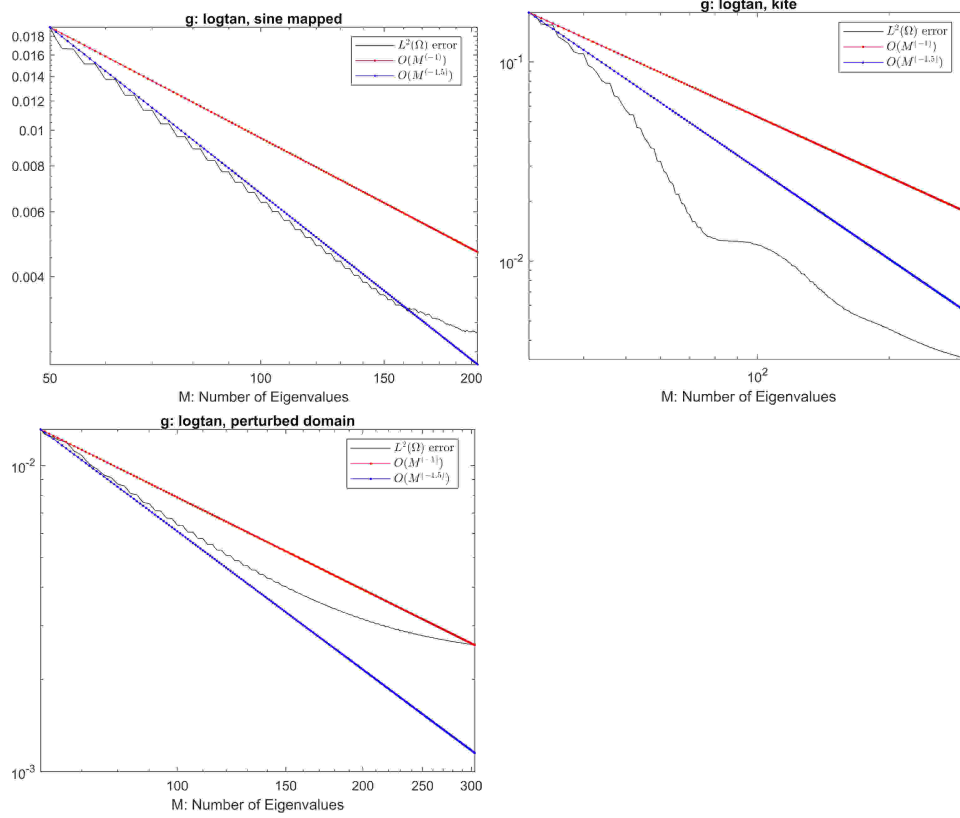 g: logtan, sine mapped
L²(Ω) error
O(M^(−1))
O(M^(−1.5))
0.018
0.016
0.014
0.012
0.01
0.008
0.006
0.004
50
100
150
200
M: Number of Eigenvalues
g: logtan, kite
L²(Ω) error
O(M^(−1))
O(M^(−1.5))
10⁻¹
10⁻²
10²
M: Number of Eigenvalues
g: logtan, perturbed domain
L²(Ω) error
O(M^(−1))
O(M^(−1.5))
10⁻²
10⁻³
100
150
200
250
300
M: Number of Eigenvalues